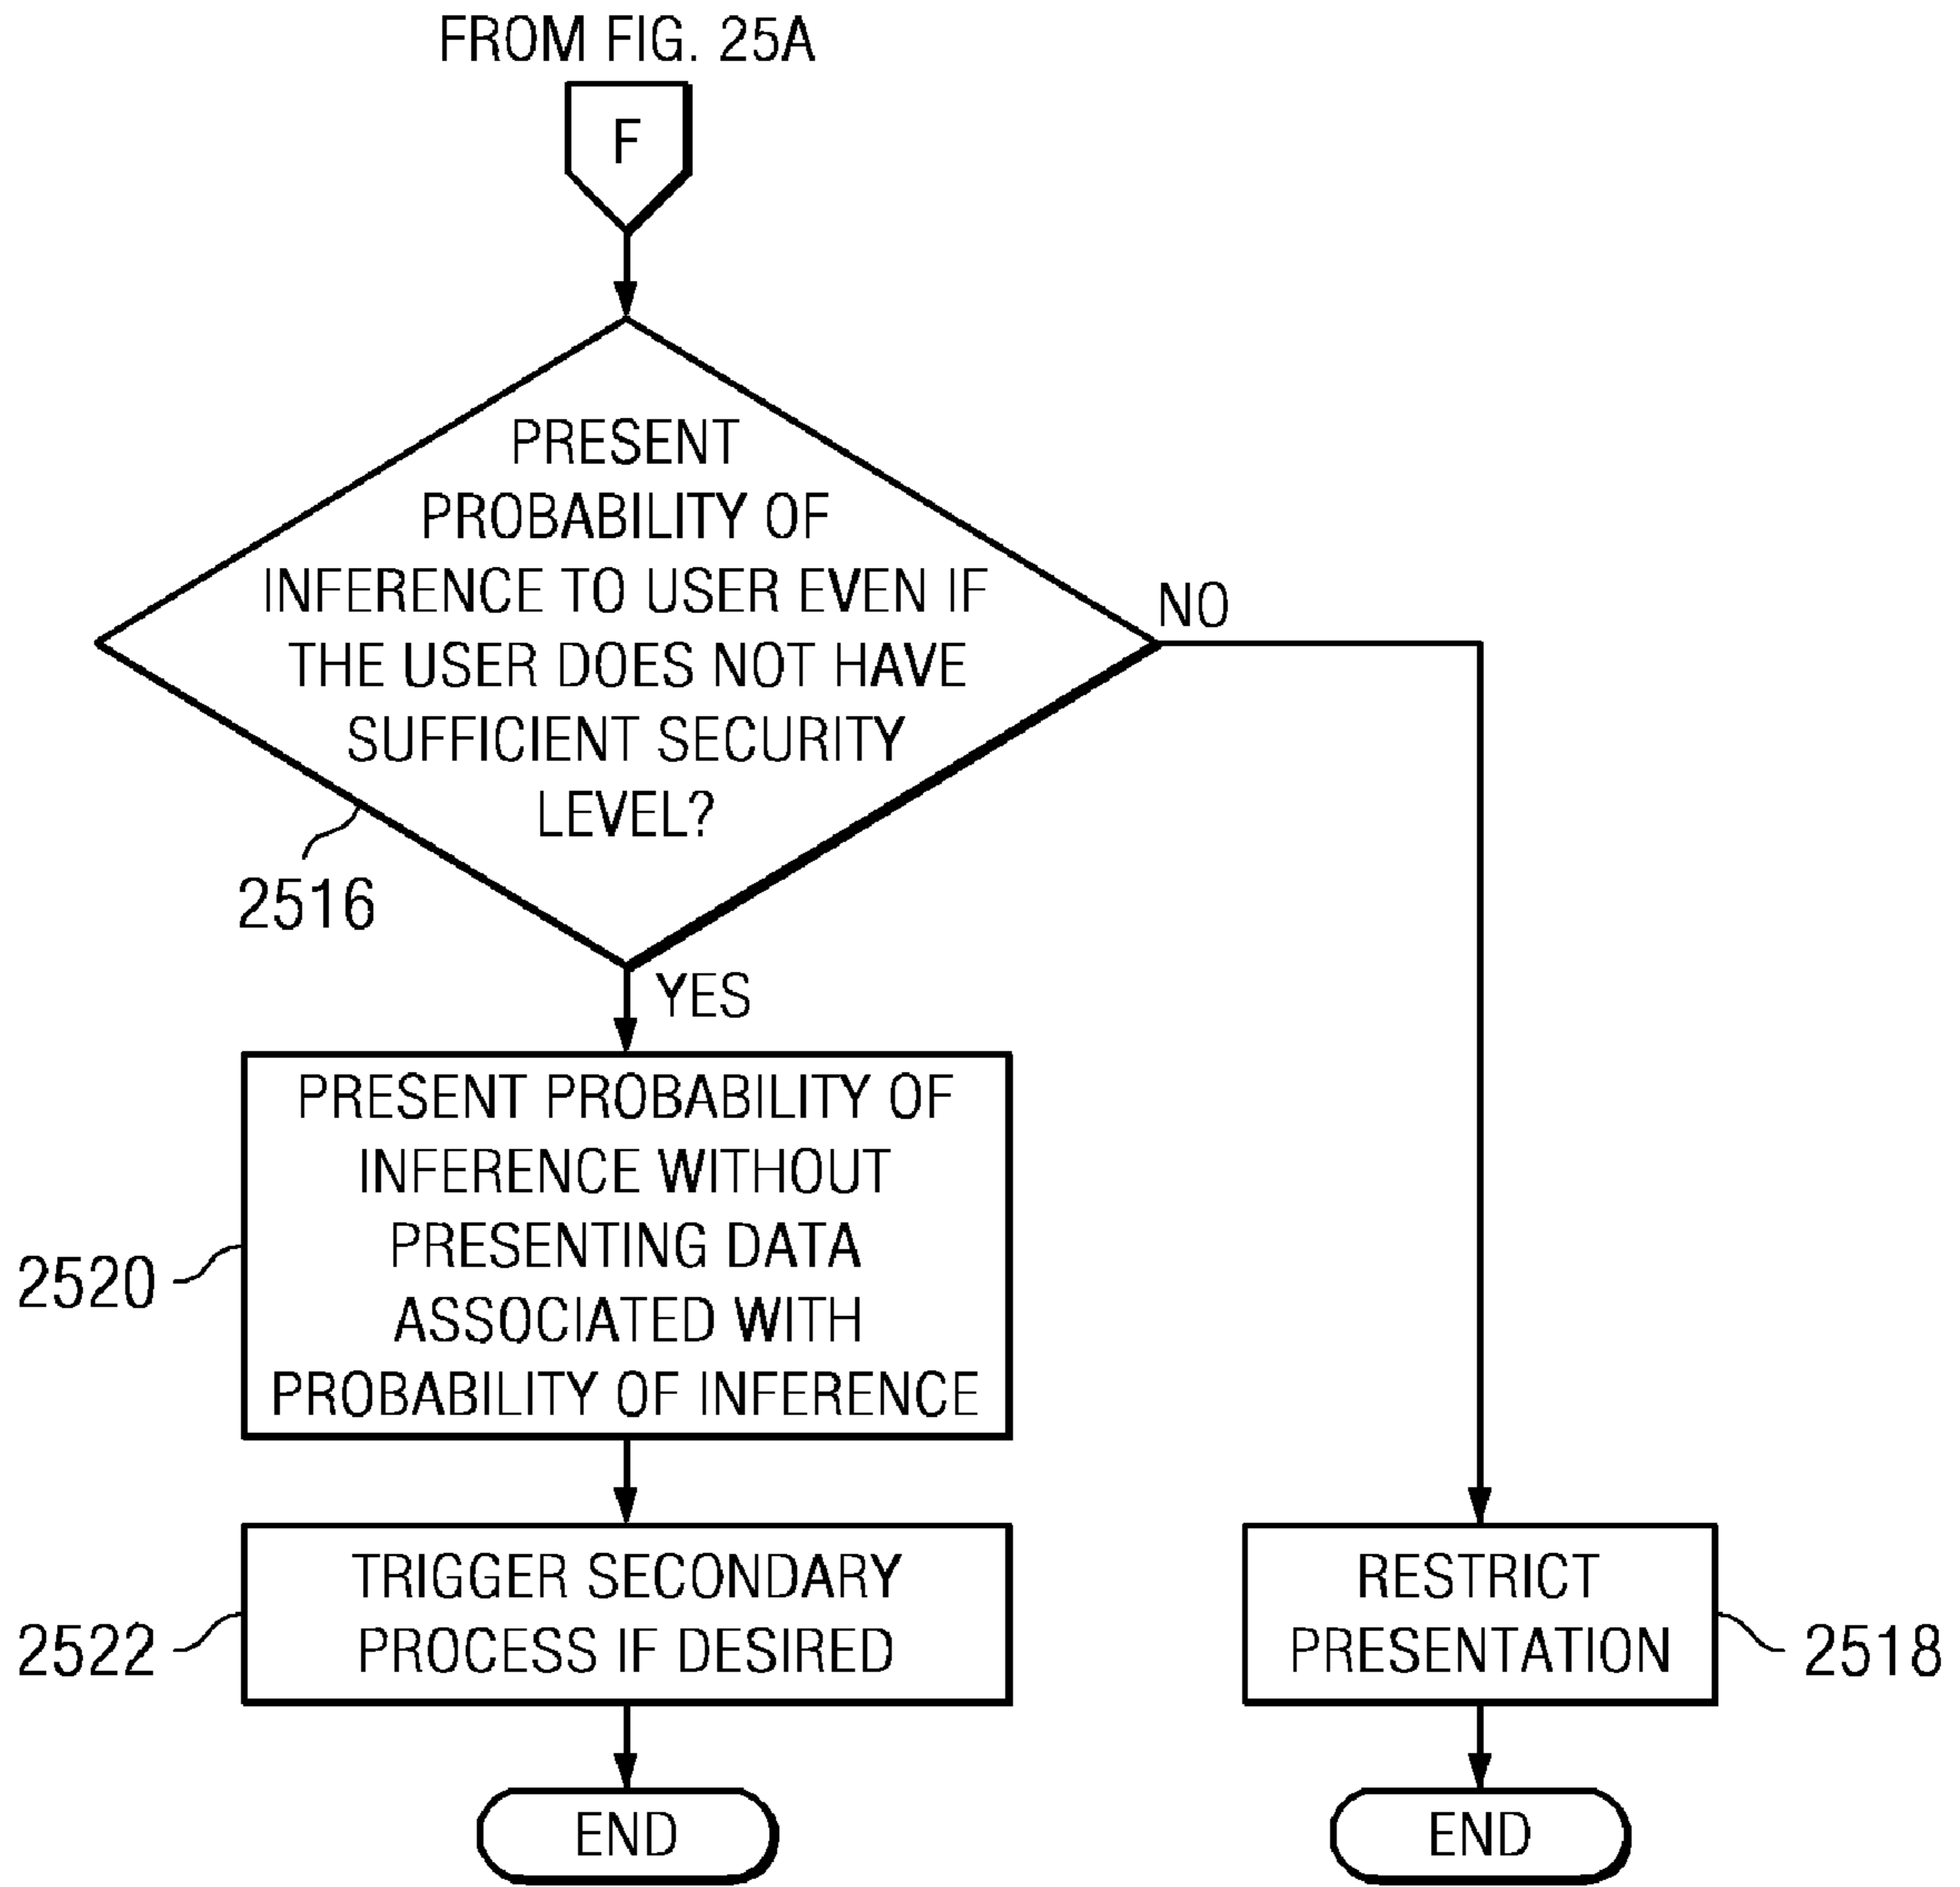 FROM FIG. 25A
F
PRESENT
PROBABILITY OF
INFERENCE TO USER EVEN IF
THE USER DOES NOT HAVE
SUFFICIENT SECURITY
LEVEL?
NO
2516
YES
PRESENT PROBABILITY OF
INFERENCE WITHOUT
PRESENTING DATA
ASSOCIATED WITH
PROBABILITY OF INFERENCE
2520
TRIGGER SECONDARY
PROCESS IF DESIRED
2522
RESTRICT
PRESENTATION
2518
END
END